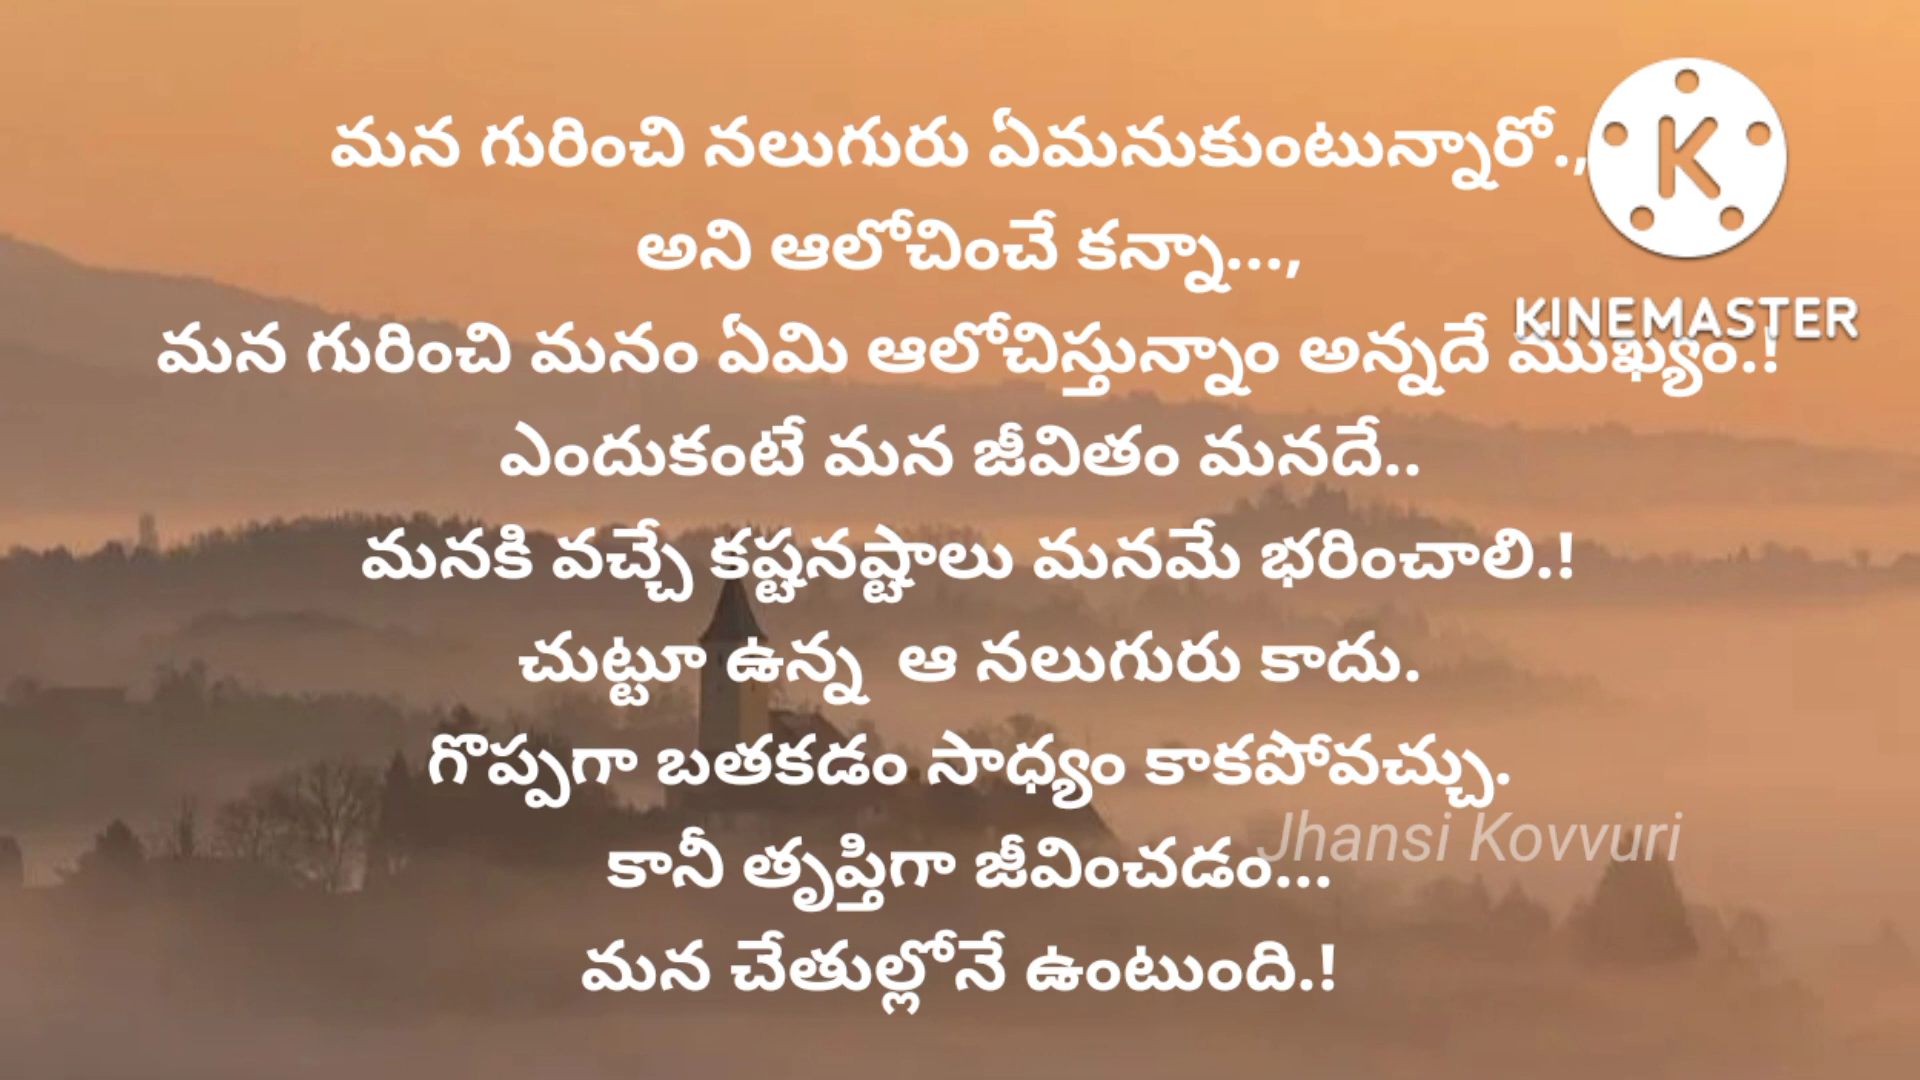 మన గురించి నలుగురు ఏమనుకుంటున్నారో.,
అని ఆలోచించే కన్నా...,
KINEMASTER
మన గురించి మనం ఏమి ఆలోచిస్తున్నాం అన్నదే ముఖ్యం.!
ఎందుకంటే మన జీవితం మనదే..
మనకి వచ్చే కష్టనష్టాలు మనమే భరించాలి.!
చుట్టూ ఉన్న ఆ నలుగురు కాదు.
గొప్పగా బతకడం సాధ్యం కాకపోవచ్చు.
Jhansi Kovvuri
కానీ తృప్తిగా జీవించడం...
మన చేతుల్లోనే ఉంటుంది.!